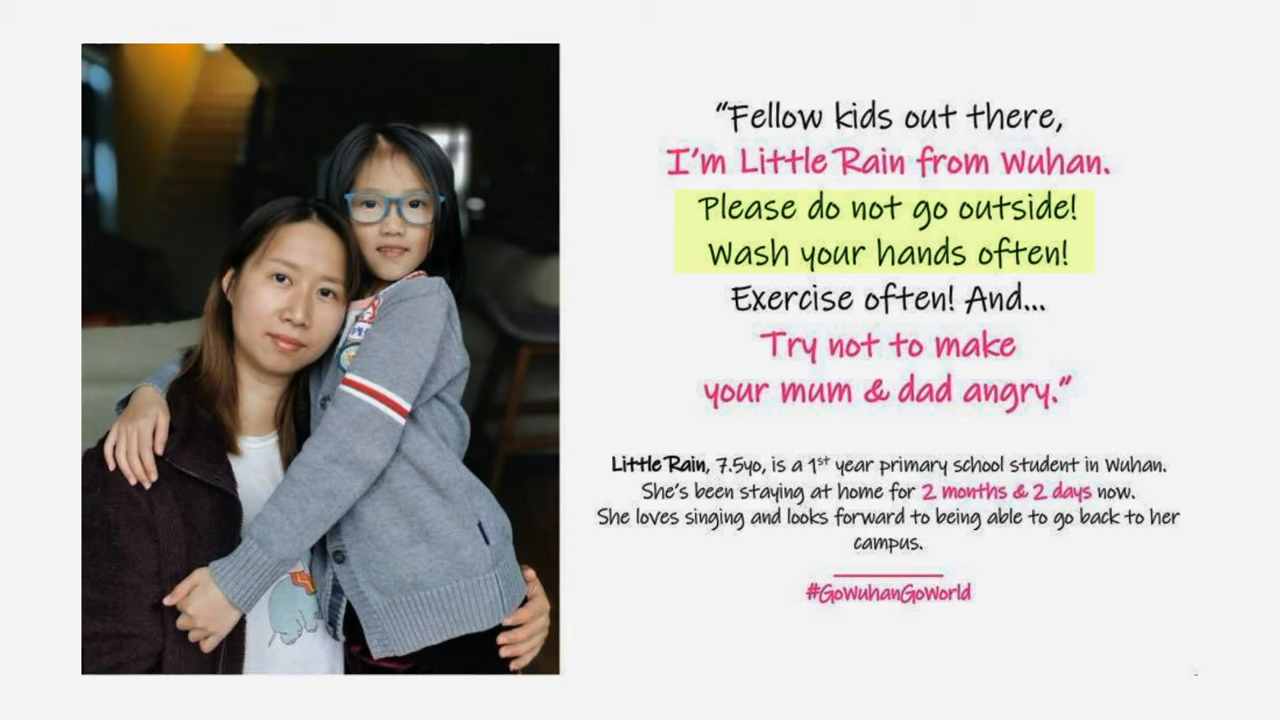 “Fellow kids out there,
I’m Little Rain from Wuhan.
Please do not go outside!
Wash your hands often!
Exercise often! And...
Try not to make
your mum & dad angry.”
Little Rain, 7.5yo, is a 1st year primary school student in Wuhan.
She’s been staying at home for 2 months & 2 days now.
She loves singing and looks forward to being able to go back to her
campus.
#GoWuhanGoWorld